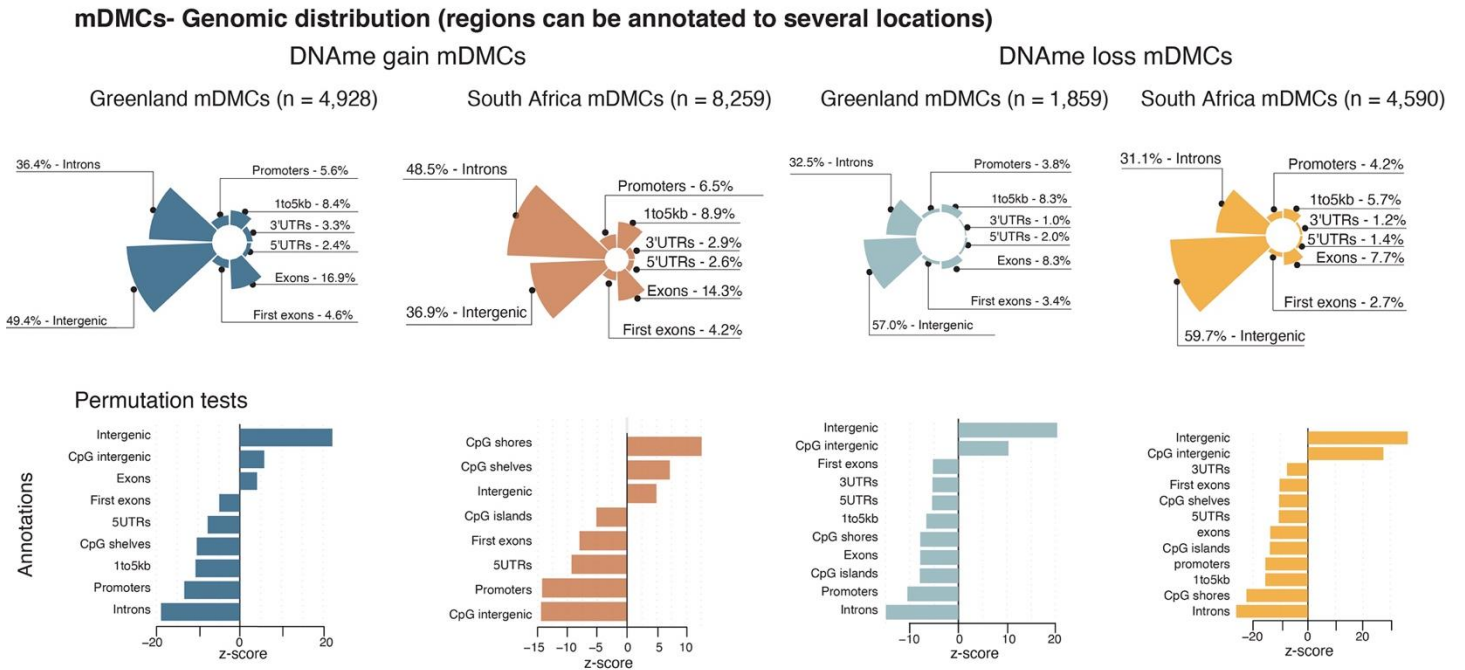 mDMCs- Genomic distribution (regions can be annotated to several locations)
DNAme gain mDMCs
DNAme loss mDMCs
Greenland mDMCs (n = 4,928)
South Africa mDMCs (n = 8,259)
Greenland mDMCs (n = 1,859)
South Africa mDMCs (n = 4,590)
36.4% - Introns
Promoters - 5.6%
1to5kb - 8.4%
3'UTRs - 3.3%
5'UTRs - 2.4%
Exons - 16.9%
First exons - 4.6%
49.4% - Intergenic
48.5% - Introns
Promoters - 6.5%
1to5kb - 8.9%
3'UTRs - 2.9%
5'UTRs - 2.6%
Exons - 14.3%
First exons - 4.2%
36.9% - Intergenic
32.5% - Introns
Promoters - 3.8%
1to5kb - 8.3%
3'UTRs - 1.0%
5'UTRs - 2.0%
Exons - 8.3%
First exons - 3.4%
57.0% - Intergenic
31.1% - Introns
Promoters - 4.2%
1to5kb - 5.7%
3'UTRs - 1.2%
5'UTRs - 1.4%
Exons - 7.7%
First exons - 2.7%
59.7% - Intergenic
Permutation tests
Annotations
Intergenic
CpG intergenic
Exons
First exons
5UTRs
CpG shelves
1to5kb
Promoters
Introns
-20 0 20
z-score
CpG shores
CpG shelves
Intergenic
CpG islands
First exons
5UTRs
Promoters
CpG intergenic
-15 -10 -5 0 5 10
z-score
Intergenic
CpG intergenic
First exons
3UTRs
5UTRs
1to5kb
CpG shores
Exons
CpG islands
Promoters
Introns
-10 0 10 20
z-score
Intergenic
CpG intergenic
3UTRs
First exons
CpG shelves
5UTRs
exons
CpG islands
promoters
1to5kb
CpG shores
Introns
-20 0 20
z-score